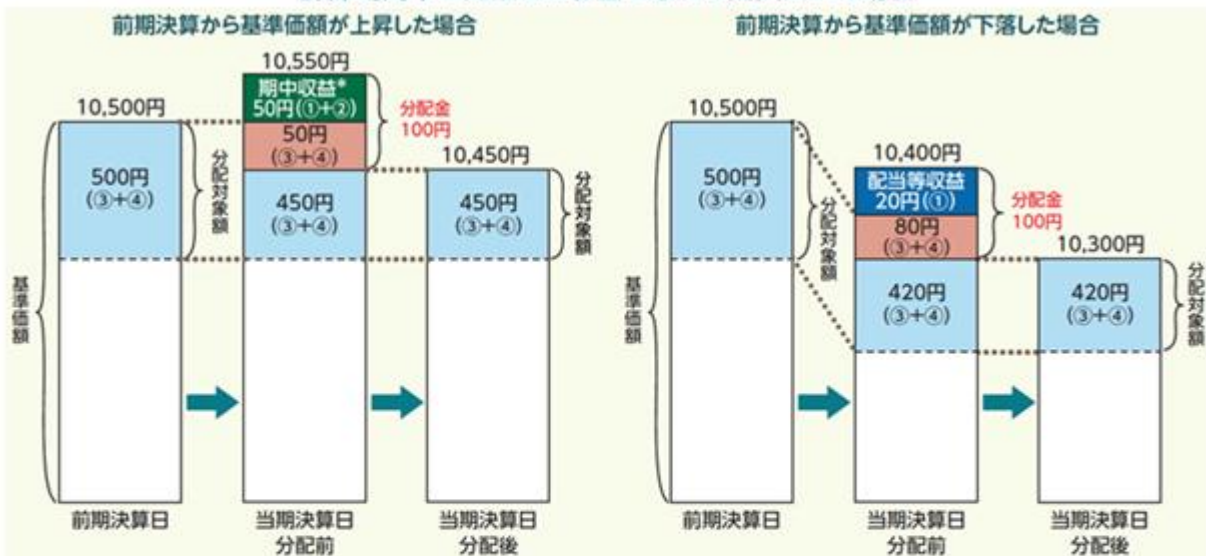 前期決算から基準価額が上昇した場合
10,500円
500円
(③+④)
分配対象額
基準価額
10,550円
期中収益*
50円(①+②)
50円
(③+④)
450円
(③+④)
分配金
100円
10,450円
450円
(③+④)
分配対象額
前期決算日
当期決算日
分配前
当期決算日
分配後
前期決算から基準価額が下落した場合
10,500円
500円
(③+④)
分配対象額
基準価額
10,400円
配当等収益
20円(①)
80円
(③+④)
420円
(③+④)
分配金
100円
10,300円
420円
(③+④)
分配対象額
前期決算日
当期決算日
分配前
当期決算日
分配後